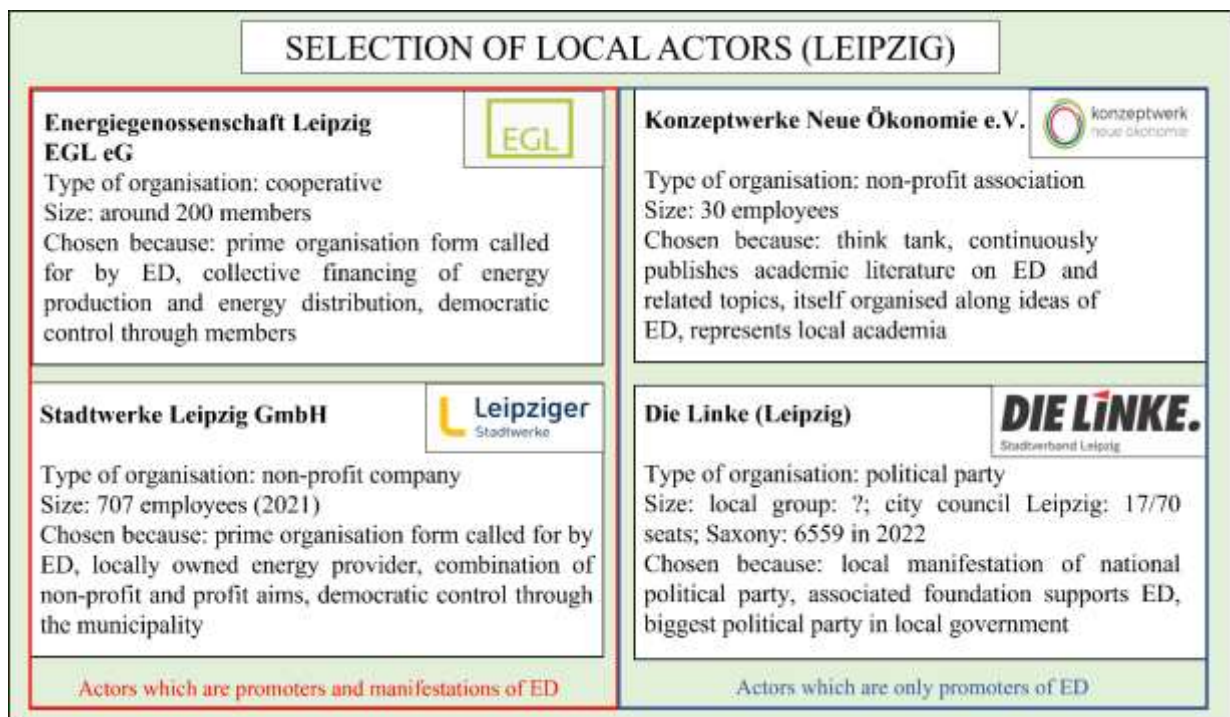 SELECTION OF LOCAL ACTORS (LEIPZIG)
Energiegenossenschaft Leipzig
EGL eG
EGL
Type of organisation: cooperative
Size: around 200 members
Chosen because: prime organisation form called
for by ED, collective financing of energy
production and energy distribution, democratic
control through members
Konzeptwerke Neue Ökonomie e.V.
konzeptwerk
neue ökonomie
Type of organisation: non-profit association
Size: 30 employees
Chosen because: think tank, continuously
publishes academic literature on ED and
related topics, itself organised along ideas of
ED, represents local academia
Stadtwerke Leipzig GmbH
Leipziger
Stadtwerke
Type of organisation: non-profit company
Size: 707 employees (2021)
Chosen because: prime organisation form called for by
ED, locally owned energy provider, combination of
non-profit and profit aims, democratic control through
the municipality
Die Linke (Leipzig)
DIE LiNKE.
Stadtverband Leipzig
Type of organisation: political party
Size: local group: ?; city council Leipzig: 17/70
seats; Saxony: 6559 in 2022
Chosen because: local manifestation of national
political party, associated foundation supports ED,
biggest political party in local government
Actors which are promoters and manifestations of ED
Actors which are only promoters of ED